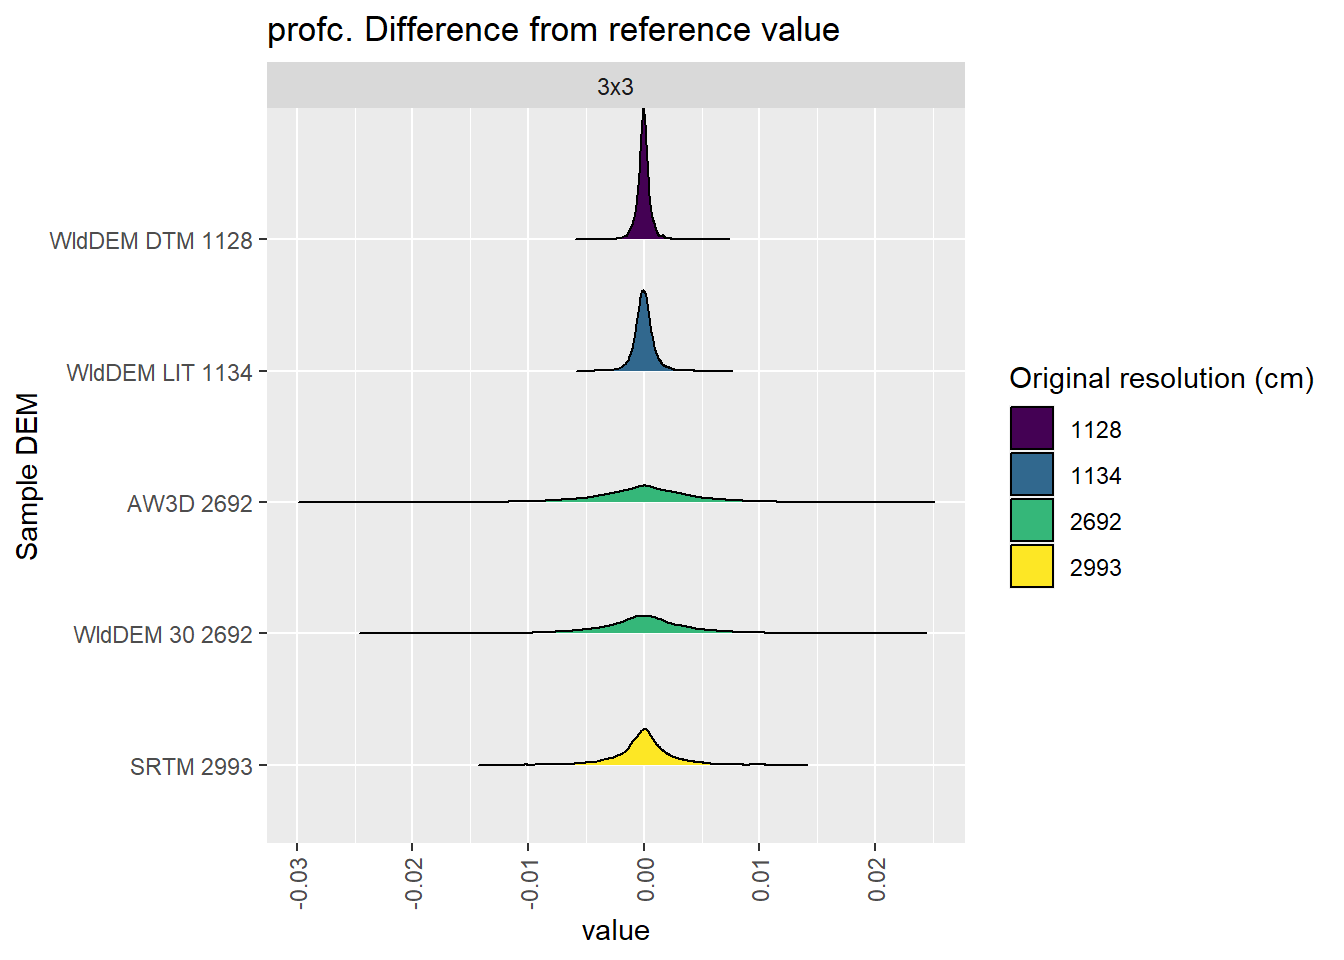 profc. Difference from reference value
3x3
WldDEM DTM 1128
WldDEM LIT 1134
AW3D 2692
WldDEM 30 2692
SRTM 2993
Sample DEM
-0.03
-0.02
-0.01
0.00
0.01
0.02
value
Original resolution (cm)
1128
1134
2692
2993